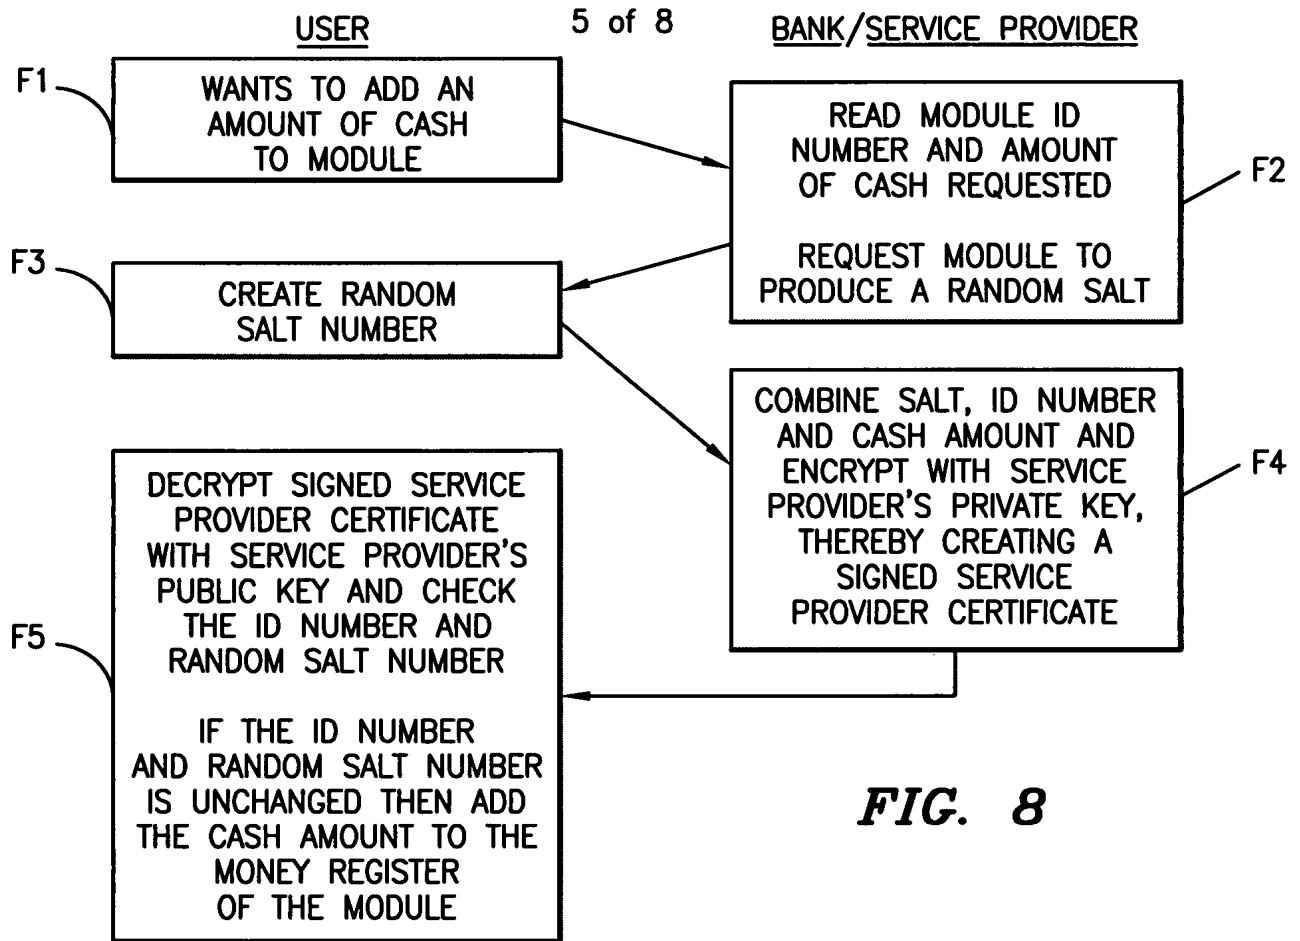 5 of 8
USER
BANK/SERVICE PROVIDER
F1
WANTS TO ADD AN
AMOUNT OF CASH
TO MODULE
READ MODULE ID
NUMBER AND AMOUNT
OF CASH REQUESTED
REQUEST MODULE TO
PRODUCE A RANDOM SALT
F2
F3
CREATE RANDOM
SALT NUMBER
COMBINE SALT, ID NUMBER
AND CASH AMOUNT AND
ENCRYPT WITH SERVICE
PROVIDER'S PRIVATE KEY,
THEREBY CREATING A
SIGNED SERVICE
PROVIDER CERTIFICATE
F4
F5
DECRYPT SIGNED SERVICE
PROVIDER CERTIFICATE
WITH SERVICE PROVIDER'S
PUBLIC KEY AND CHECK
THE ID NUMBER AND
RANDOM SALT NUMBER
IF THE ID NUMBER
AND RANDOM SALT NUMBER
IS UNCHANGED THEN ADD
THE CASH AMOUNT TO THE
MONEY REGISTER
OF THE MODULE
FIG. 8